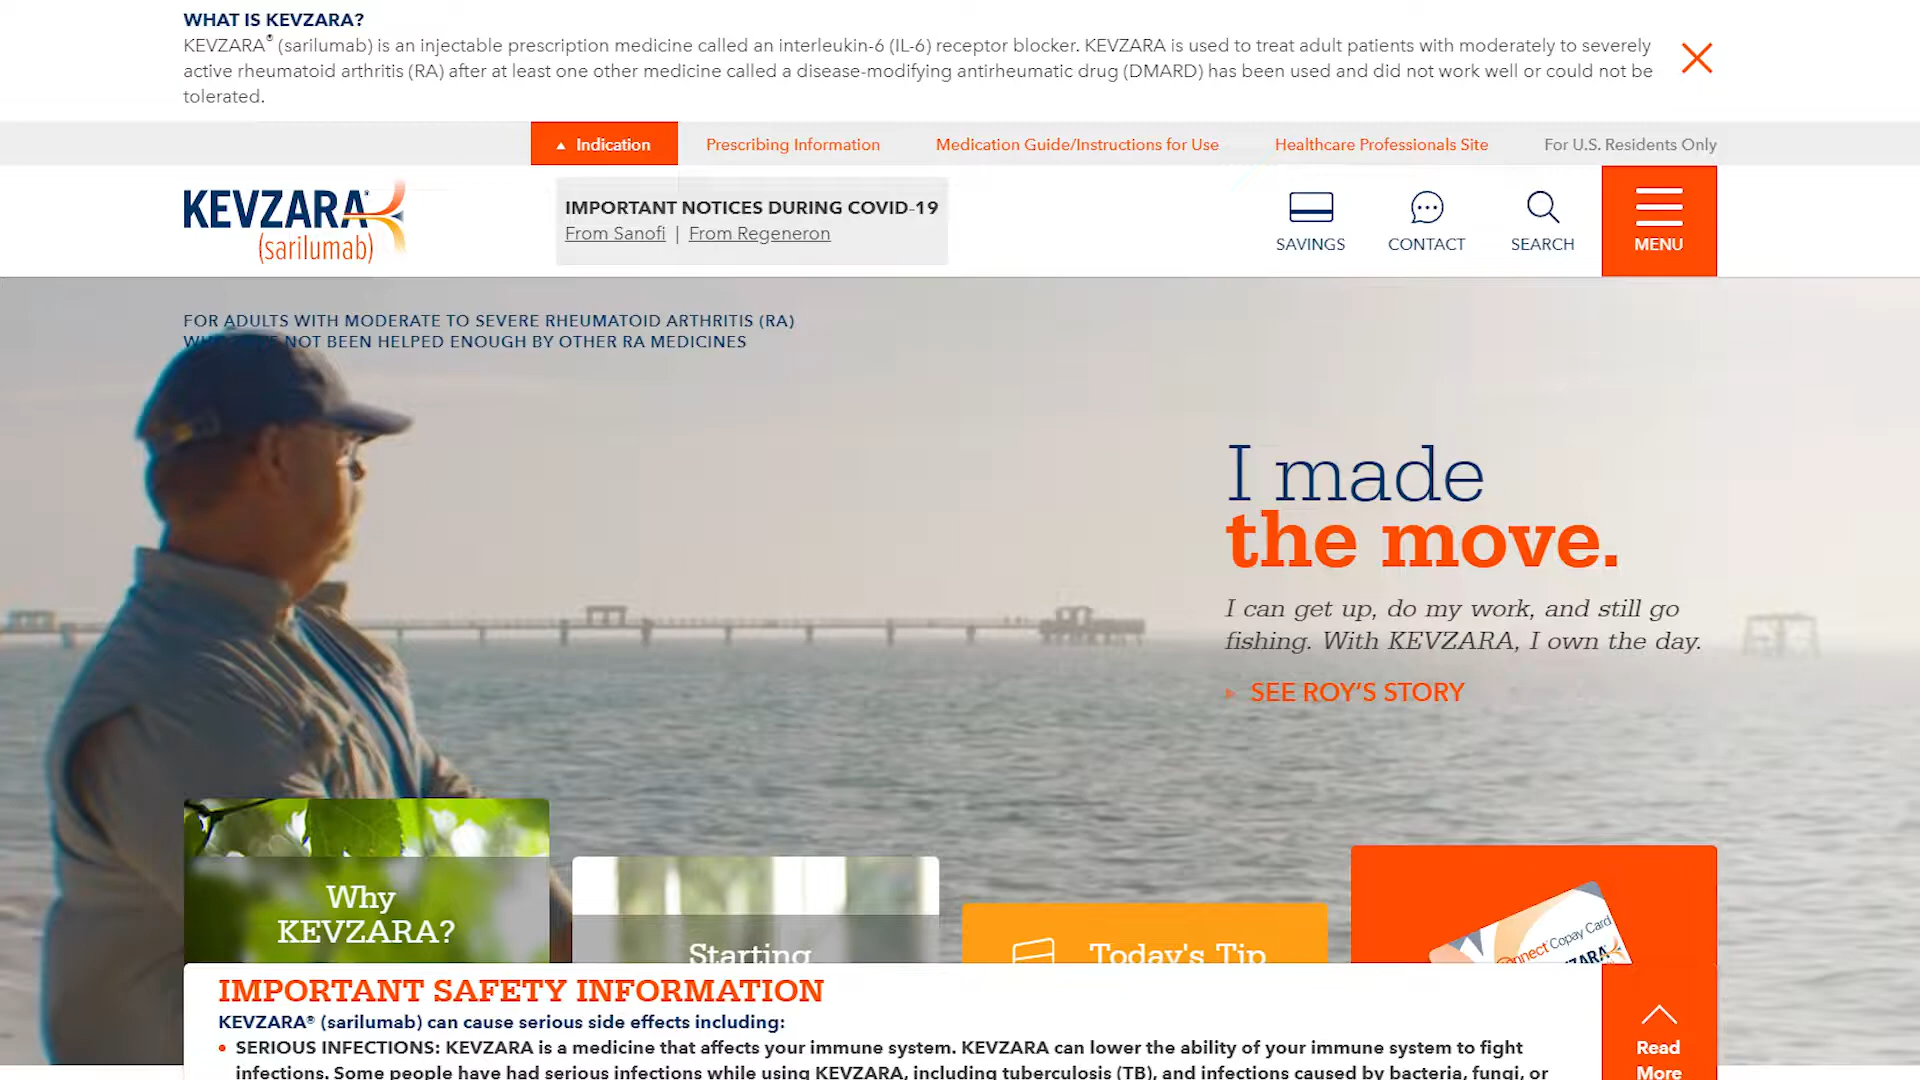 WHAT IS KEVZARA?
KEVZARA® (sarilumab) is an injectable prescription medicine called an interleukin-6 (IL-6) receptor blocker. KEVZARA is used to treat adult patients with moderately to severely
active rheumatoid arthritis (RA) after at least one other medicine called a disease-modifying antirheumatic drug (DMARD) has been used and did not work well or could not be
tolerated.
Indication
Prescribing Information
Medication Guide/Instructions for Use
Healthcare Professionals Site
For U.S. Residents Only
KEVZARA®
(sarilumab)
IMPORTANT NOTICES DURING COVID-19
From Sanofi | From Regeneron
SAVINGS
CONTACT
SEARCH
MENU
FOR ADULTS WITH MODERATE TO SEVERE RHEUMATOID ARTHRITIS (RA)
NOT BEEN HELPED ENOUGH BY OTHER RA MEDICINES
I made
the move.
I can get up, do my work, and still go
fishing. With KEVZARA, I own the day.
SEE ROY'S STORY
Why
KEVZARA?
Starting
Today's Tip
Copay Card
IMPORTANT SAFETY INFORMATION
KEVZARA® (sarilumab) can cause serious side effects including:
• SERIOUS INFECTIONS: KEVZARA is a medicine that affects your immune system. KEVZARA can lower the ability of your immune system to fight
infections. Some people have had serious infections while using KEVZARA, including tuberculosis (TB), and infections caused by bacteria, fungi, or
Read
More